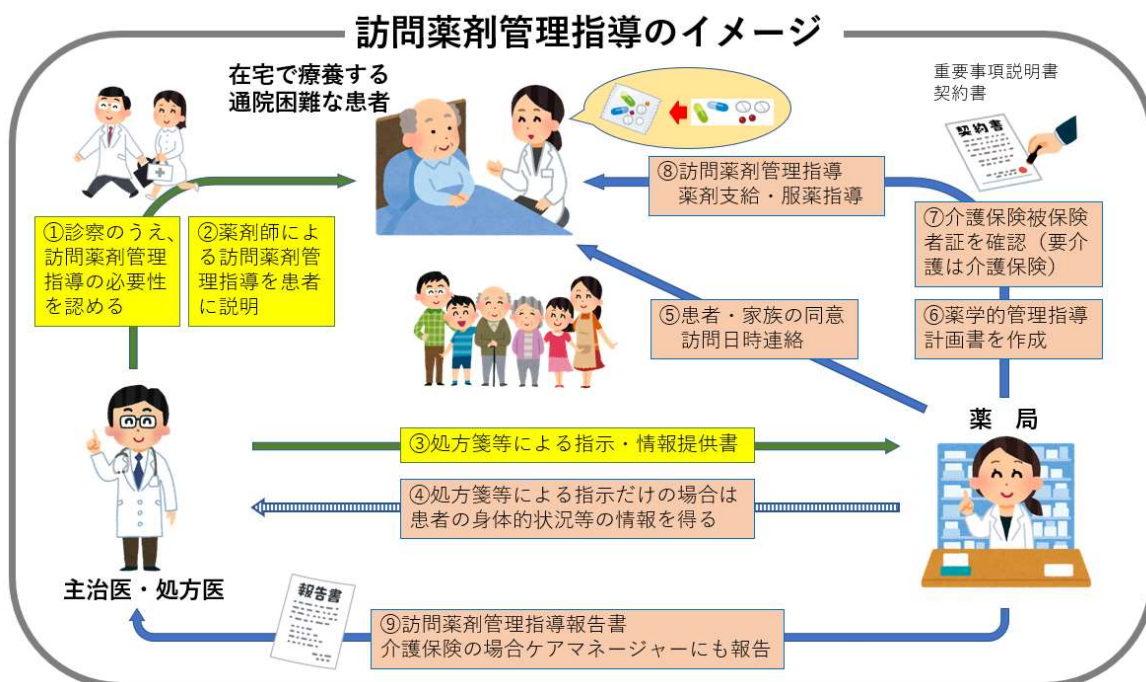 訪問薬剤管理指導のイメージ
在宅で療養する
通院困難な患者
重要事項説明書
契約書
契約書
①診察のうえ、
訪問薬剤管理
指導の必要性
を認める
②薬剤師によ
る訪問薬剤管
理指導を患者
に説明
⑧訪問薬剤管理指導
薬剤支給・服薬指導
⑦介護保険被保険
者証を確認（要介
護は介護保険）
⑤患者・家族の同意
訪問日時連絡
⑥薬学的管理指導
計画書を作成
薬 局
③処方箋等による指示・情報提供書
④処方箋等による指示だけの場合は
患者の身体的状況等の情報を得る
主治医・処方医
報告書
⑨訪問薬剤管理指導報告書
介護保険の場合ケアマネージャーにも報告